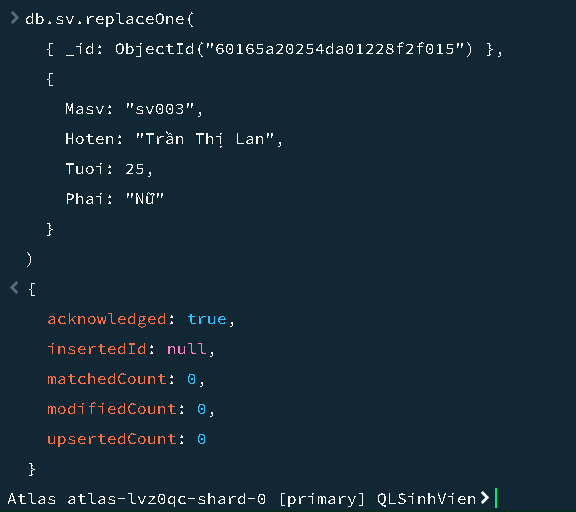 > db.sv.replaceOne(
{ _id: ObjectId("60165a20254da01228f2f015") },
{
Masv: "sv003",
Hoten: "Trần Thị Lan",
Tuoi: 25,
Phai: "Nữ"
}
)
< {
acknowledged: true,
insertedId: null,
matchedCount: 0,
modifiedCount: 0,
upsertedCount: 0
}
Atlas atlas-lvz0qc-shard-0 [primary] QLSinhVien>